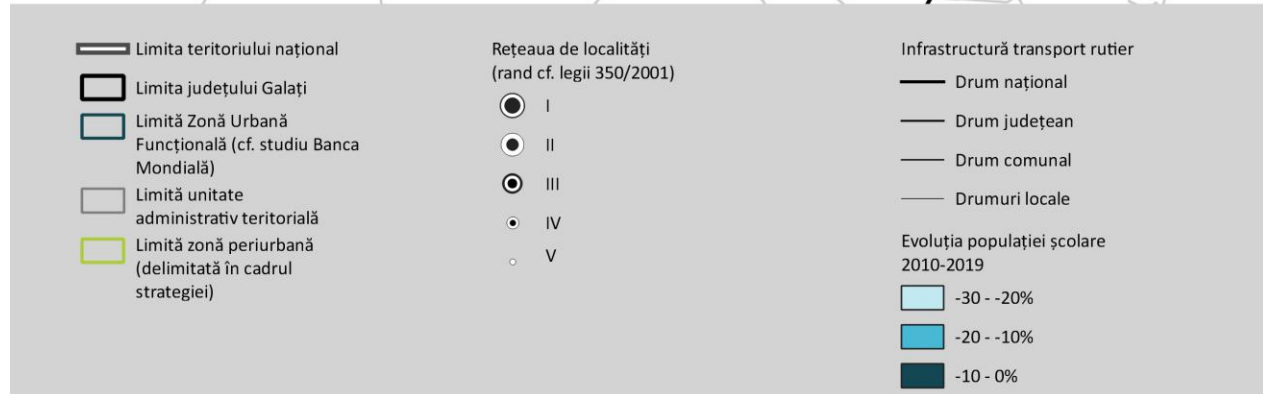 Limita teritoriului național
Limita județului Galați
Limită Zonă Urbană
Funcțională (cf. studiu Banca
Mondială)
Limită unitate
administrativ teritorială
Limită zonă periurbană
(delimitată în cadrul
strategiei)
Rețeaua de localități
(rand cf. legii 350/2001)
I
II
III
IV
V
Infrastructură transport rutier
Drum național
Drum județean
Drum comunal
Drumuri locale
Evoluția populației școlare
2010-2019
-30 - -20%
-20 - -10%
-10 - 0%